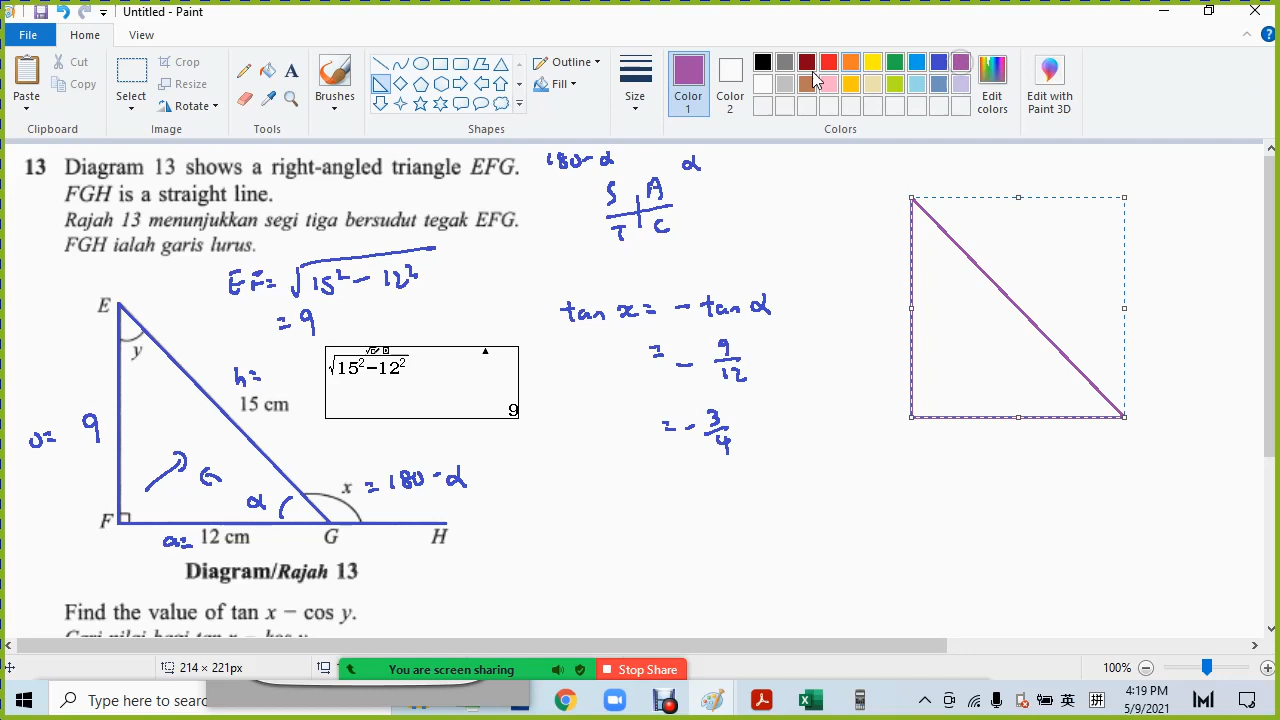 Untitled - Paint
File Home View
Paste
Cut
Copy
Clipboard
Select
Crop
Resize
Rotate
Image
Tools
Brushes
Shapes
Outline
Fill
Size
Color 1
Color 2
Colors
Edit colors
Edit with Paint 3D
13 Diagram 13 shows a right-angled triangle EFG.
FGH is a straight line.
Rajah 13 menunjukkan segi tiga bersudut tegak EFG.
FGH ialah garis lurus.
180-α α
S A
T C
EF= √15²-12²
= 9
√15²-12²
9
tan x = - tan α
= - 9/12
= - 3/4
E
y
h=
15 cm
o= 9
α
x = 180-α
F
a= 12 cm
G
H
Diagram/Rajah 13
Find the value of tan x − cos y.
214 × 221px
100%
You are screen sharing
Stop Share
Type here to searc
英
拼
4:19 PM
5/9/2021